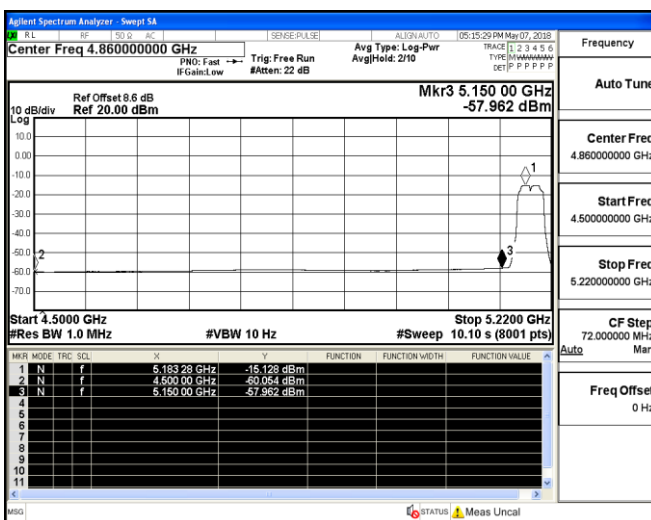 Agilent Spectrum Analyzer - Swept SA
RL RF 50 Ω AC SENSE:PULSE ALIGN AUTO 05:15:29 PM May 07, 2018
Center Freq 4.860000000 GHz
PNO: Fast Trig: Free Run
IFGain:Low #Atten: 22 dB
Avg Type: Log-Pwr
Avg|Hold: 2/10
TRACE 1 2 3 4 5 6
TYPE M
DET P P P P P P
Frequency
Auto Tune
Mkr3 5.150 00 GHz
-57.962 dBm
Ref Offset 8.6 dB
10 dB/div Ref 20.00 dBm
Log
10.0
0.00
-10.0
-20.0
-30.0
-40.0
-50.0
-60.0
-70.0
1
2
3
Center Freq
4.860000000 GHz
Start Freq
4.500000000 GHz
Stop Freq
5.220000000 GHz
CF Step
72.000000 MHz
Auto Man
Freq Offset
0 Hz
Start 4.5000 GHz Stop 5.2200 GHz
#Res BW 1.0 MHz #VBW 10 Hz #Sweep 10.10 s (8001 pts)
MKR MODE TRC SCL X Y FUNCTION FUNCTION WIDTH FUNCTION VALUE
1 N f 5.183 28 GHz -15.128 dBm
2 N f 4.500 00 GHz -60.054 dBm
3 N f 5.150 00 GHz -57.962 dBm
4
5
6
7
8
9
10
11
MSG STATUS Meas Uncal